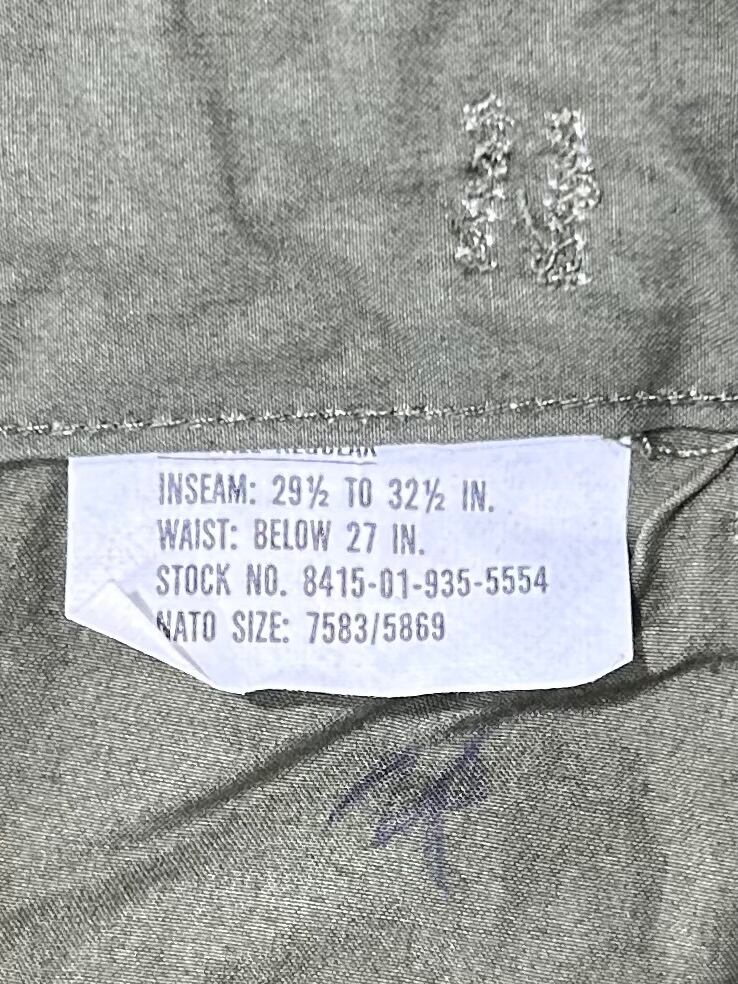 REGULAR
INSEAM: 29½ TO 32½ IN.
WAIST: BELOW 27 IN.
STOCK NO. 8415-01-935-5554
NATO SIZE: 7583/5869